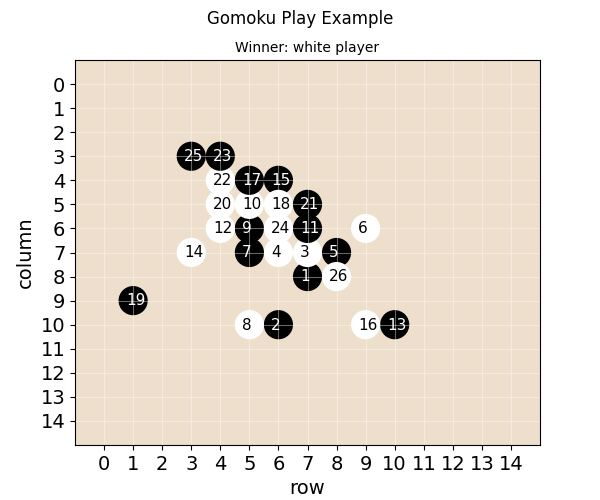 Gomoku Play Example
Winner: white player
column
0
1
2
3 25 23
4 22 17 15
5 20 10 18 21
6 12 9 24 11 6
7 14 7 4 3 5
8 1 26
9 19
10 8 2 16 13
11
12
13
14
0 1 2 3 4 5 6 7 8 9 10 11 12 13 14
row